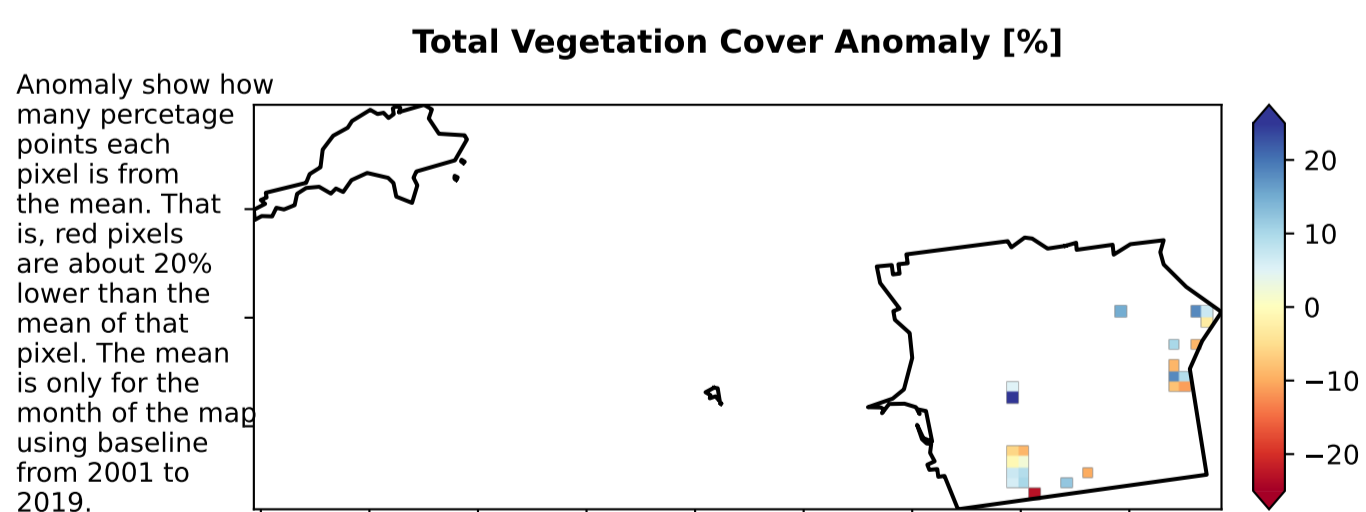 Total Vegetation Cover Anomaly [%]
Anomaly show how
many percetage
points each
pixel is from
the mean. That
is, red pixels
are about 20%
lower than the
mean of that
pixel. The mean
is only for the
month of the map
using baseline
from 2001 to
2019.
20
10
0
−10
−20